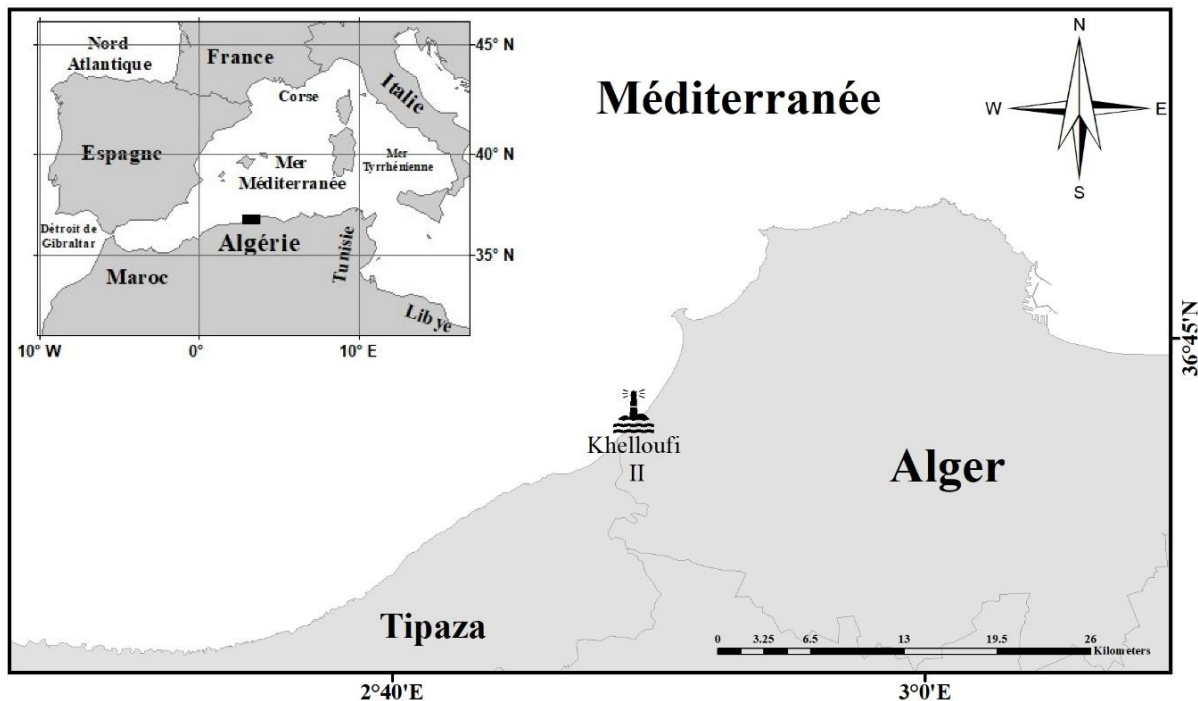 Nord
Atlantique
France
Corse
Italie
45° N
Espagne
Mer
Méditerranée
Mer
Tyrrhénienne
40° N
Détroit de
Gibraltar
Algérie
Tunisie
35° N
Maroc
Libye
10° W
0°
10° E
Méditerranée
N
W
E
S
36°45'N
Khelloufi
II
Alger
Tipaza
0 3.25 6.5 13 19.5 26
Kilometers
2°40'E
3°0'E